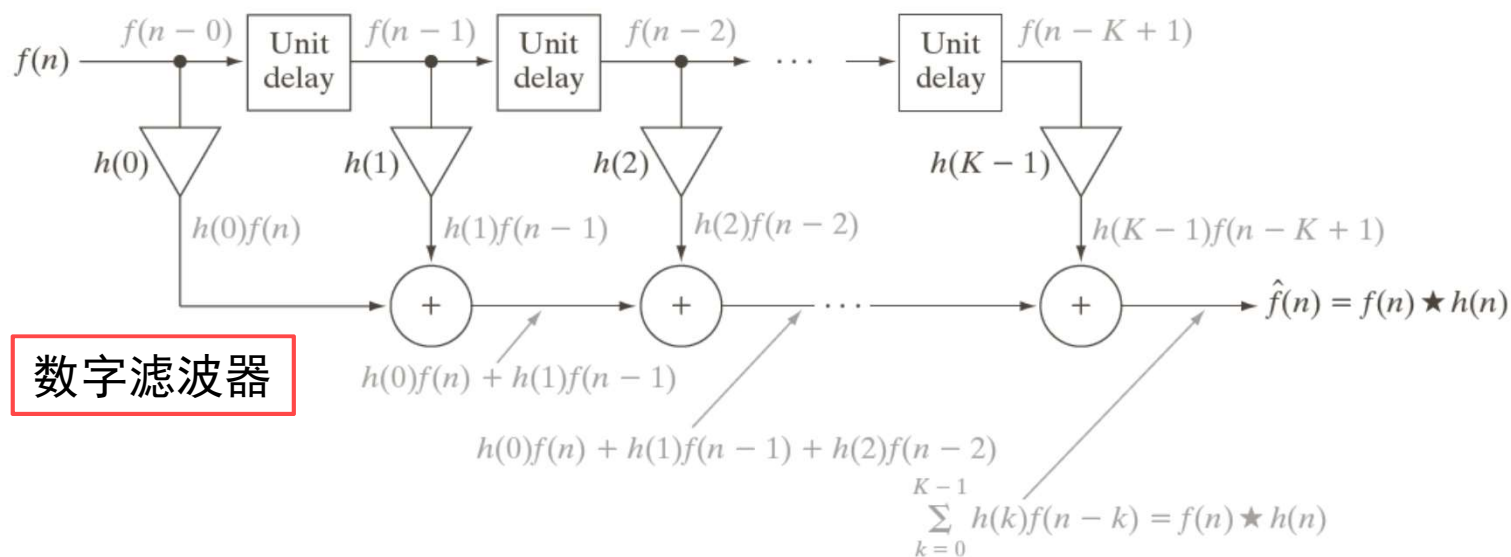 f(n − 0) f(n − 1) f(n − 2) f(n − K + 1)
f(n) Unit delay Unit delay · · · Unit delay
h(0) h(1) h(2) h(K − 1)
h(0)f(n) h(1)f(n − 1) h(2)f(n − 2) h(K − 1)f(n − K + 1)
+ + · · · + f̂(n) = f(n) ★ h(n)
数字滤波器
h(0)f(n) + h(1)f(n − 1)
h(0)f(n) + h(1)f(n − 1) + h(2)f(n − 2)
K − 1
∑ h(k)f(n − k) = f(n) ★ h(n)
k = 0